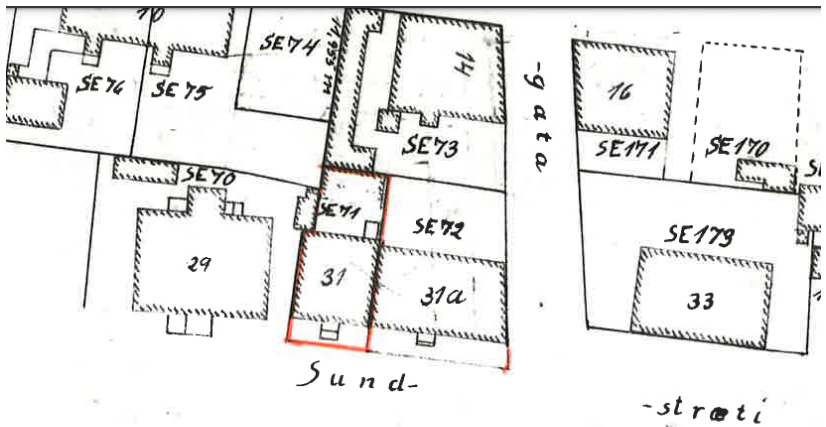 10
SE74
14
SE76
SE75
-gata
16
SE73
SE171
SE170
SE70
SE71
SE72
SE179
29
31
31a
33
Sund-
-stræti